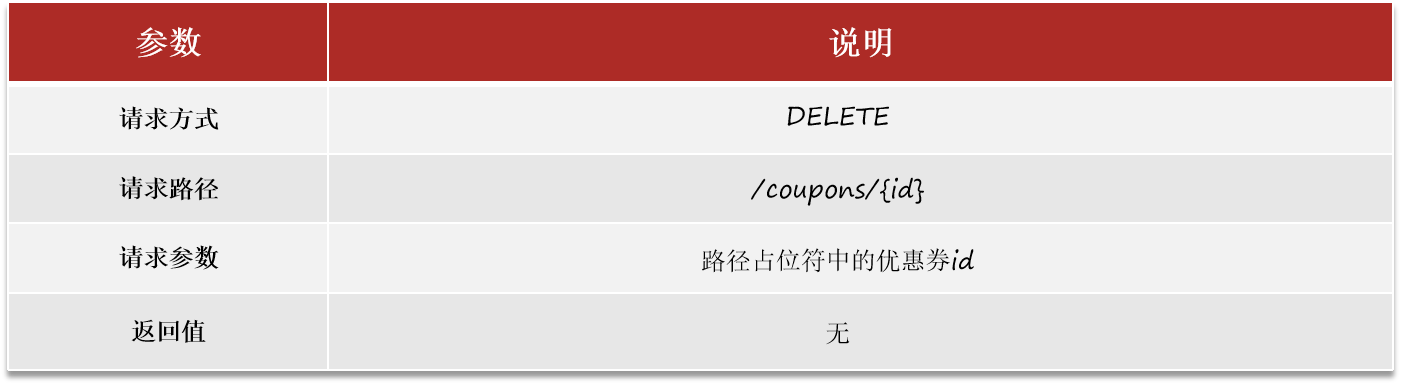 参数 说明
请求方式 DELETE
请求路径 /coupons/{id}
请求参数 路径占位符中的优惠券id
返回值 无